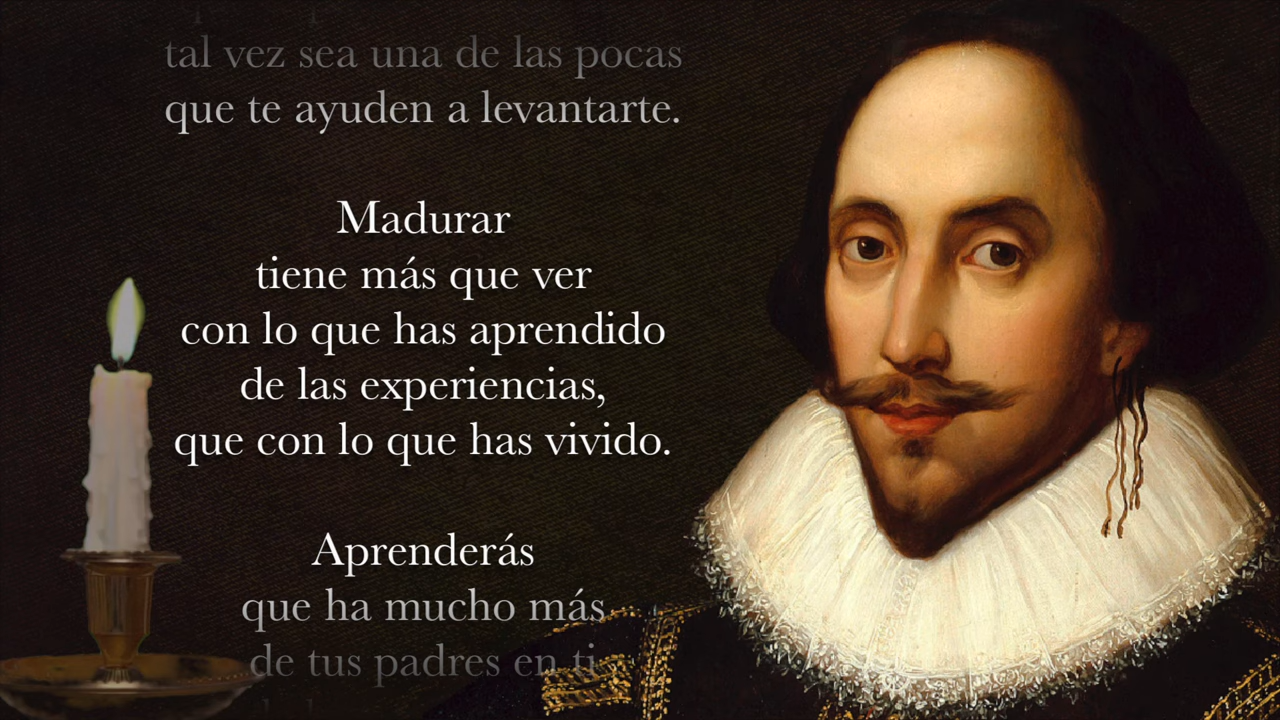 tal vez sea una de las pocas
que te ayuden a levantarte.
Madurar
tiene más que ver
con lo que has aprendido
de las experiencias,
que con lo que has vivido.
Aprenderás
que ha mucho más
de tus padres en ti